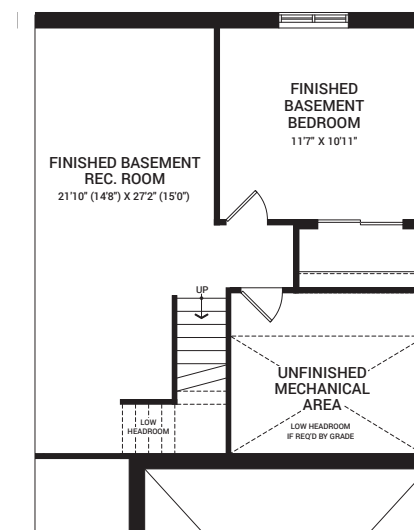 FINISHED
BASEMENT
BEDROOM
11'7" X 10'11"
FINISHED BASEMENT
REC. ROOM
21'10" (14'8") X 27'2" (15'0")
UP
UNFINISHED
MECHANICAL
AREA
LOW HEADROOM
IF REQ'D BY GRADE
LOW
HEADROOM